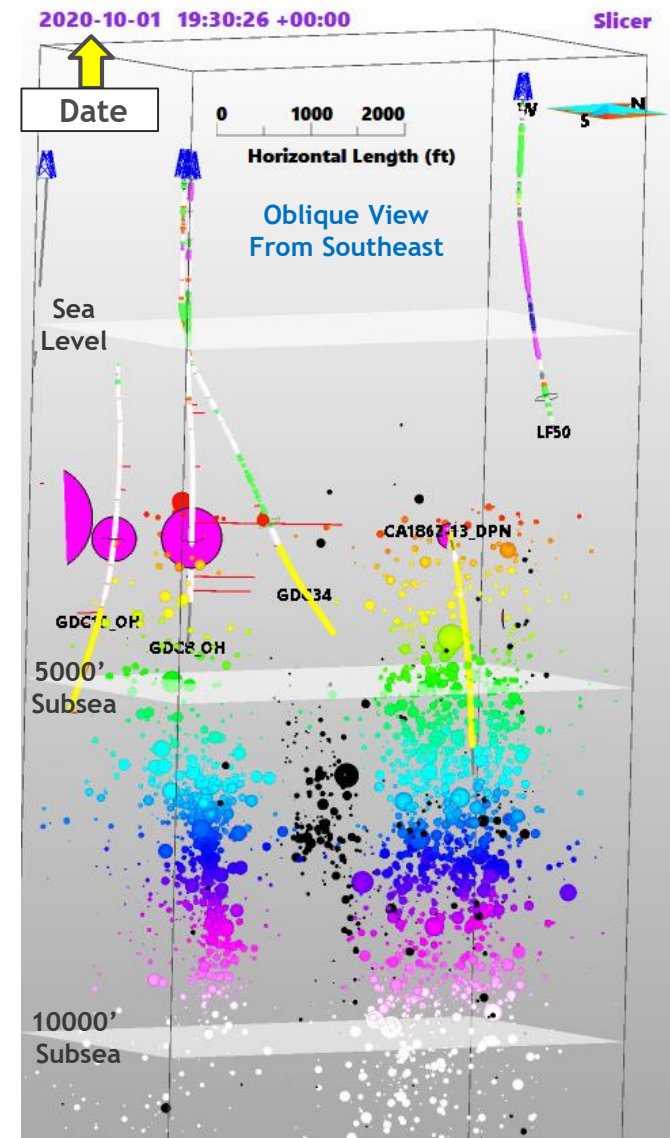 2020-10-01 19:30:26 +00:00
Slicer
Date
0 1000 2000
Horizontal Length (ft)
W
N
S
Oblique View
From Southeast
Sea
Level
LF50
CA1862-13_DPN
GDC34
GDC8_OH
5000’
Subsea
10000’
Subsea